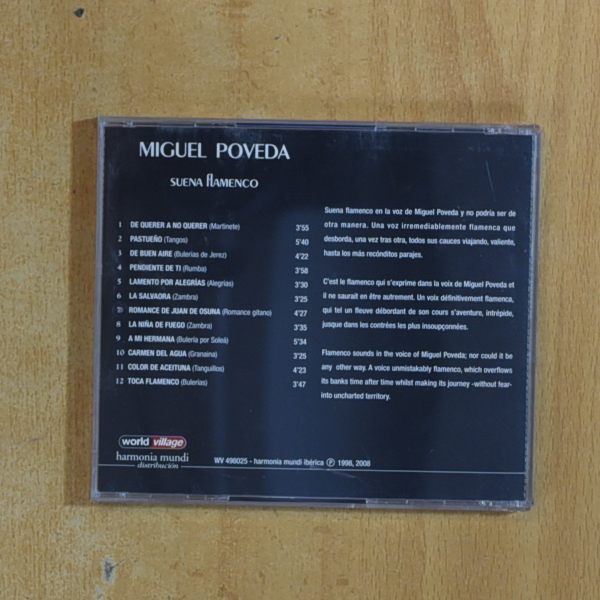 MIGUEL POVEDA
SUENA flAMENCO
1 DE QUERER A NO QUERER (Martinete) 3'55
2 PASTUEÑO (Tangos) 5'40
3 DE BUEN AIRE (Bulerías de Jerez) 4'22
4 PENDIENTE DE TI (Rumba) 3'58
5 LAMENTO POR ALEGRÍAS (Alegrías) 3'30
6 LA SALVAORA (Zambra) 3'25
7 ROMANCE DE JUAN DE OSUNA (Romance gitano) 4'27
8 LA NIÑA DE FUEGO (Zambra) 3'35
9 A MI HERMANA (Bulería por Soleá) 5'34
10 CARMEN DEL AGUA (Granaina) 3'25
11 COLOR DE ACEITUNA (Tanguillos) 4'23
12 TOCA FLAMENCO (Bulerías) 3'47
Suena flamenco en la voz de Miguel Poveda y no podría ser de
otra manera. Una voz irremediablemente flamenca que
desborda, una vez tras otra, todos sus cauces viajando, valiente,
hasta los más recónditos parajes.
C'est le flamenco qui s'exprime dans la voix de Miguel Poveda et
il ne saurait en être autrement. Un voix définitivement flamenca,
qui tel un fleuve débordant de son cours s'aventure, intrépide,
jusque dans les contrées les plus insoupçonnées.
Flamenco sounds in the voice of Miguel Poveda; nor could it be
any other way. A voice unmistakably flamenco, which overflows
its banks time after time whilst making its journey -without fear-
into uncharted territory.
world village
harmonia mundi
distribución
WV 498025 - harmonia mundi ibèrica Ⓟ 1998, 2008